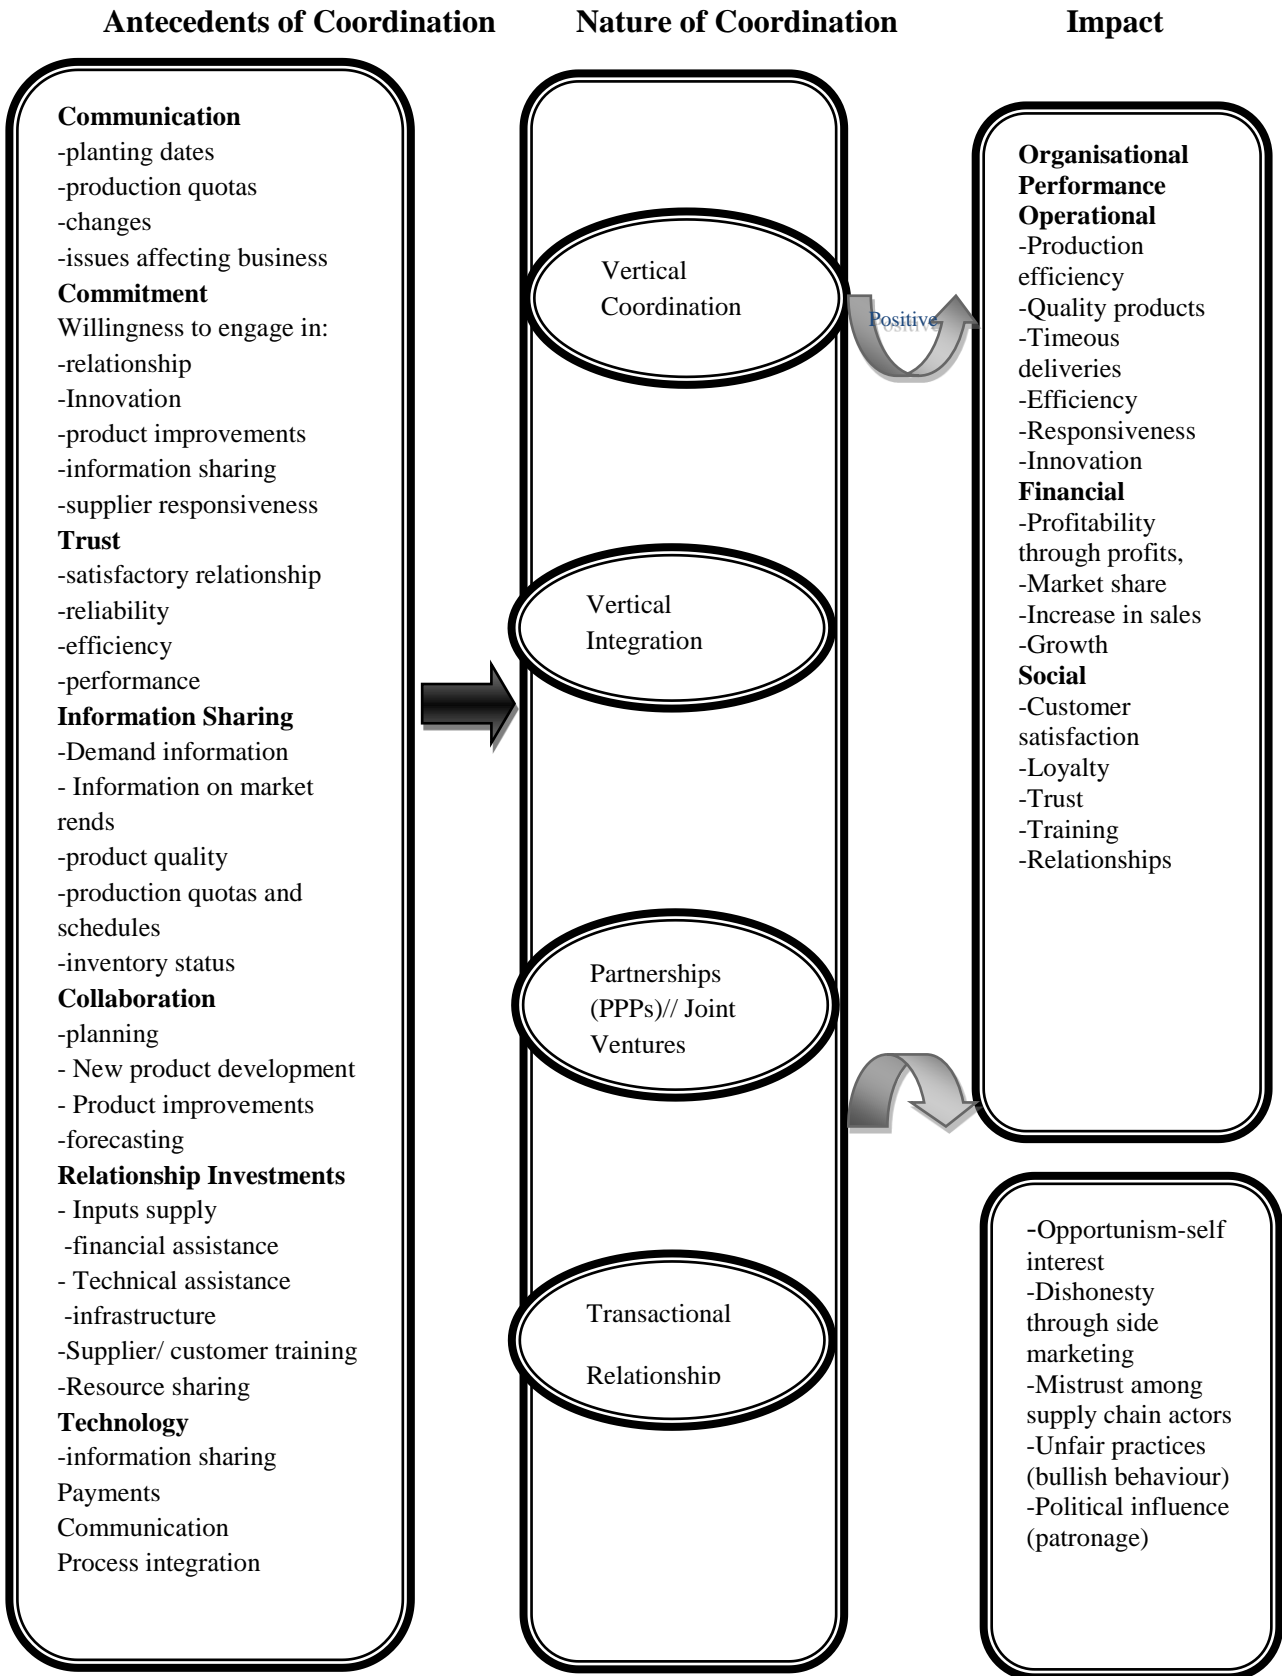 Antecedents of Coordination
Nature of Coordination
Impact
Communication
-planting dates
-production quotas
-changes
-issues affecting business
Commitment
Willingness to engage in:
-relationship
-Innovation
-product improvements
-information sharing
-supplier responsiveness
Trust
-satisfactory relationship
-reliability
-efficiency
-performance
Information Sharing
-Demand information
- Information on market
rends
-product quality
-production quotas and
schedules
-inventory status
Collaboration
-planning
- New product development
- Product improvements
-forecasting
Relationship Investments
- Inputs supply
-financial assistance
- Technical assistance
-infrastructure
-Supplier/ customer training
-Resource sharing
Technology
-information sharing
Payments
Communication
Process integration
Vertical
Coordination
Vertical
Integration
Partnerships
(PPPs)// Joint
Ventures
Transactional
Relationship
Positive
Organisational
Performance
Operational
-Production
efficiency
-Quality products
-Timeous
deliveries
-Efficiency
-Responsiveness
-Innovation
Financial
-Profitability
through profits,
-Market share
-Increase in sales
-Growth
Social
-Customer
satisfaction
-Loyalty
-Trust
-Training
-Relationships
-Opportunism-self
interest
-Dishonesty
through side
marketing
-Mistrust among
supply chain actors
-Unfair practices
(bullish behaviour)
-Political influence
(patronage)